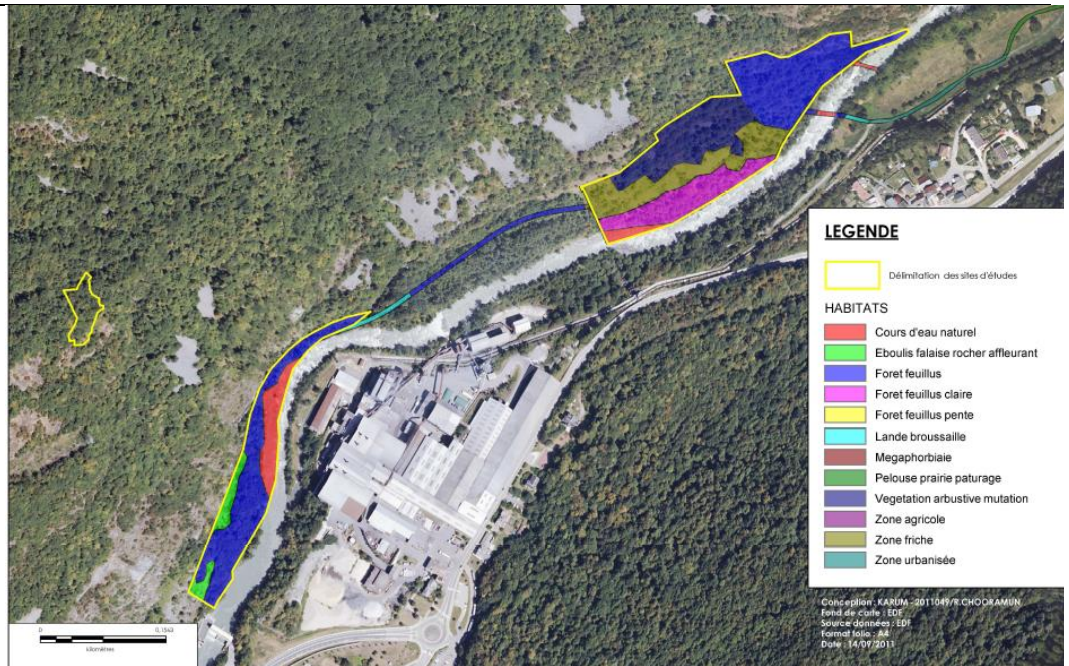 LEGENDE
Délimitation des sites d'études
HABITATS
Cours d'eau naturel
Eboulis falaise rocher affleurant
Foret feuillus
Foret feuillus claire
Foret feuillus pente
Lande broussaille
Megaphorbiaie
Pelouse prairie paturage
Vegetation arbustive mutation
Zone agricole
Zone friche
Zone urbanisée
Conception: KARUM - 2011049/R.CHOORAMUN
Fond de carte : EDF
Source données : EDF
Format folio : A4
Date : 14/09/2011
0 0,1563
kilomètres